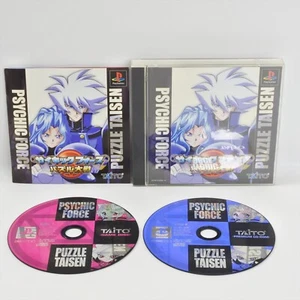 PSYCHIC FORCE
サイキックフォース
パズル大戦
PUZZLE TAISEN
TAITO
PSYCHIC FORCE
サイキックフォース
パズル大戦
PUZZLE TAISEN
TAITO
PSYCHIC
FORCE
TAITO
PUZZLE
TAISEN
PSYCHIC
FORCE
TAITO
PUZZLE
TAISEN